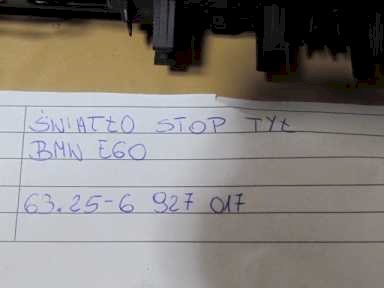 ŚWIATŁO STOP TYŁ
BMW E60
63.25-6 927 017